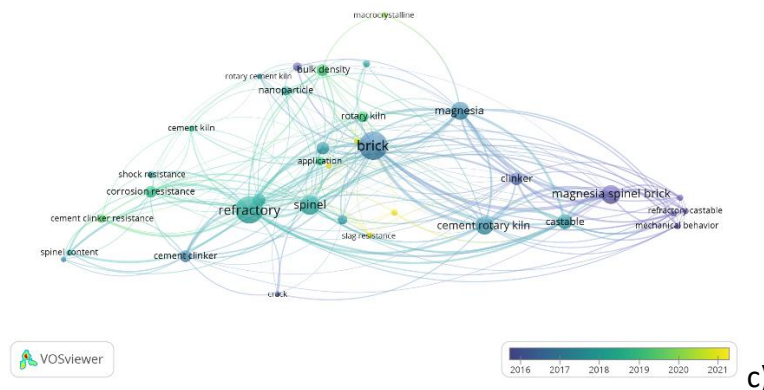 macrocrystalline
bulk density
rotary cement kiln
nanoparticle
magnesia
rotary kiln
cement kiln
brick
application
shock resistance
corrosion resistance
clinker
magnesia spinel brick
refractory
spinel
refractory castable
cement clinker resistance
cement rotary kiln
castable
mechanical behavior
slag resistance
spinel content
cement clinker
crack
VOSviewer
2016 2017 2018 2019 2020 2021
c)